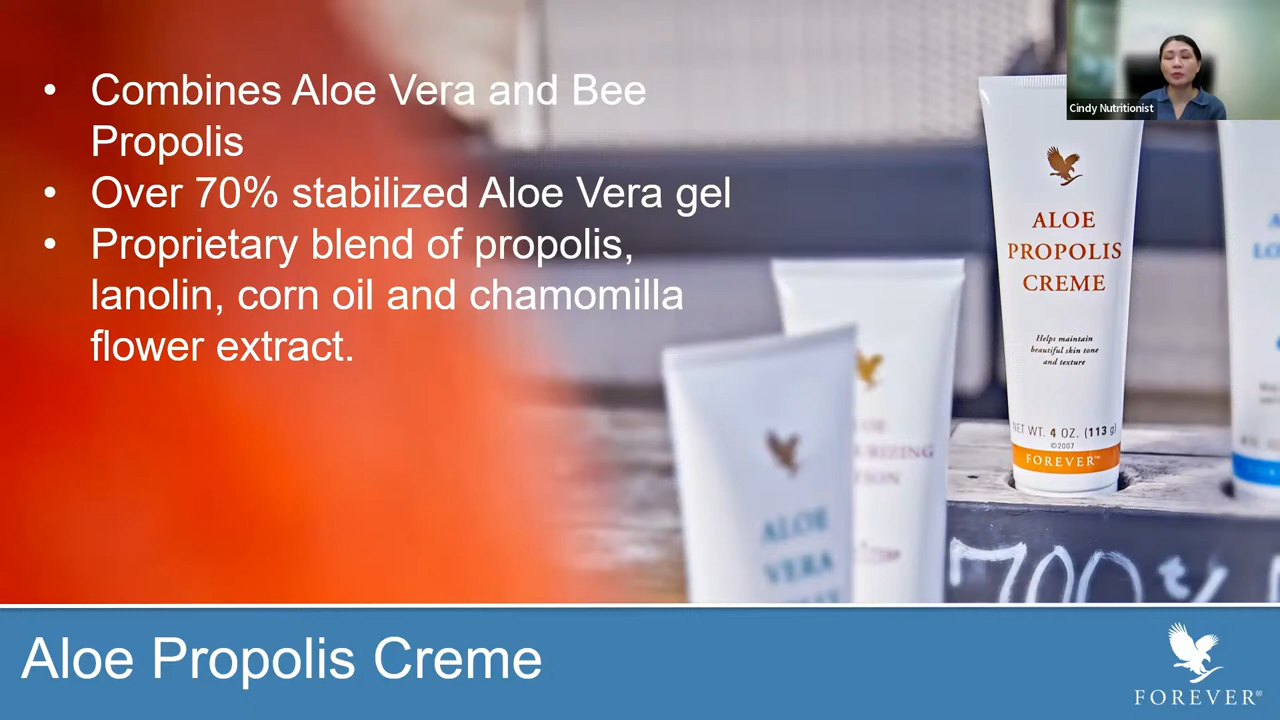 • Combines Aloe Vera and Bee
Propolis
• Over 70% stabilized Aloe Vera gel
• Proprietary blend of propolis,
lanolin, corn oil and chamomilla
flower extract.
Cindy Nutritionist
ALOE
PROPOLIS
CREME
Helps maintain
beautiful skin tone
and texture
NET WT. 4 OZ. (113 g)
©2007
FOREVER™
ALOE
VERA
Aloe Propolis Creme
FOREVER®